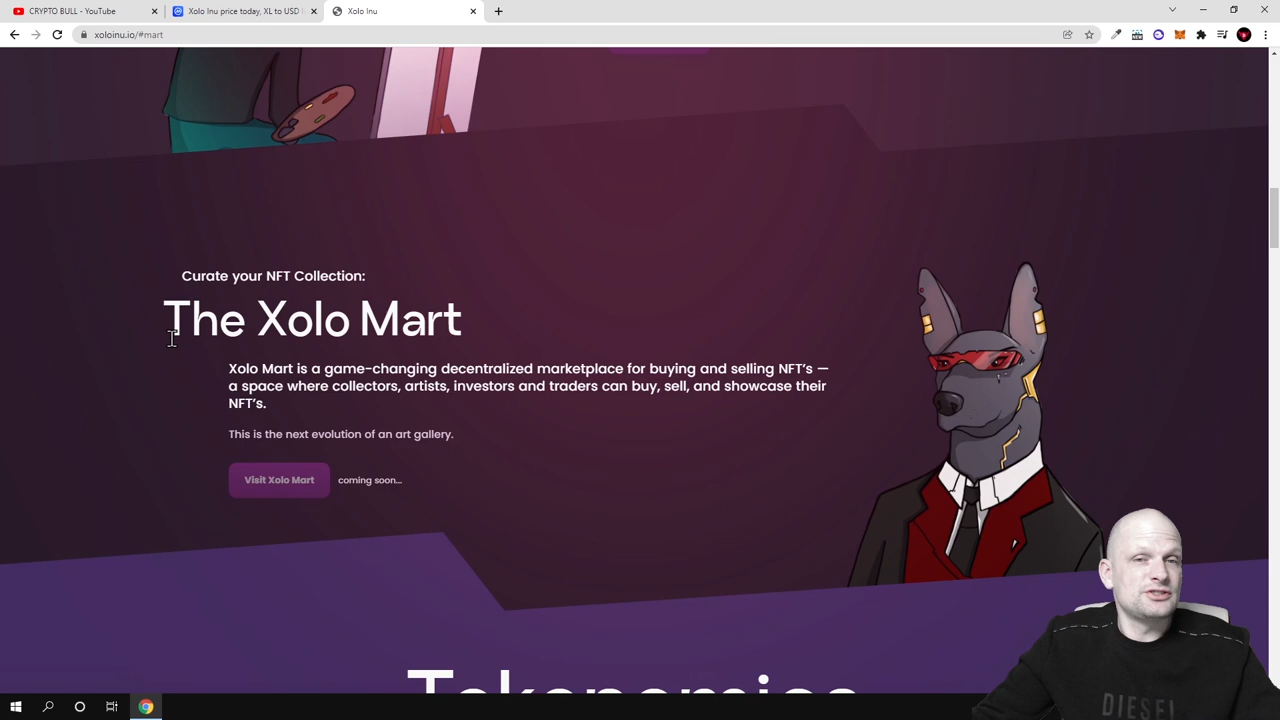 CRYPTO BULL - YouTube
Xolo Inu price today, XL to USD
Xolo Inu
xoloinu.io/#mart
Curate your NFT Collection:
The Xolo Mart
Xolo Mart is a game-changing decentralized marketplace for buying and selling NFT's —
a space where collectors, artists, investors and traders can buy, sell, and showcase their
NFT's.
This is the next evolution of an art gallery.
Visit Xolo Mart
coming soon...
Tokenomics
DIESEL